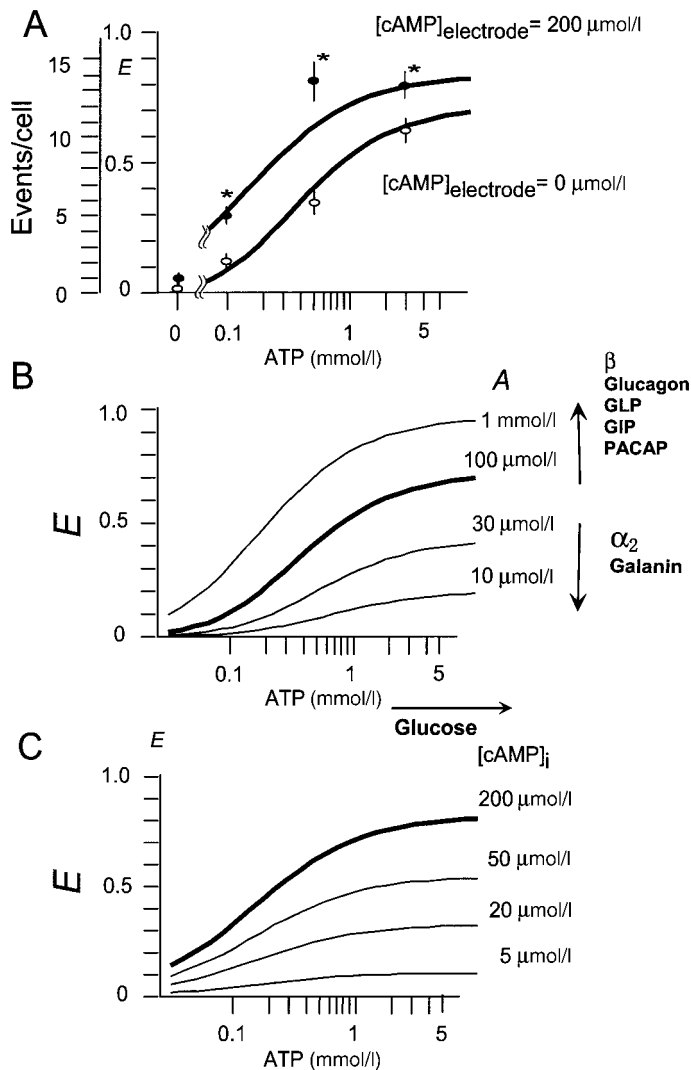 A
[cAMP]electrode = 200 μmol/l
1.0
E
15
*
*
10
Events/cell
0.5
[cAMP]electrode = 0 μmol/l
*
5
0
0
0
0.1
1
5
ATP (mmol/l)
B
A
β
Glucagon
GLP
GIP
PACAP
1.0
1 mmol/l
100 μmol/l
E
0.5
30 μmol/l
α2
Galanin
10 μmol/l
0
0.1
1
5
ATP (mmol/l)
Glucose
C
E
[cAMP]i
1.0
200 μmol/l
50 μmol/l
E
0.5
20 μmol/l
5 μmol/l
0
0.1
1
5
ATP (mmol/l)